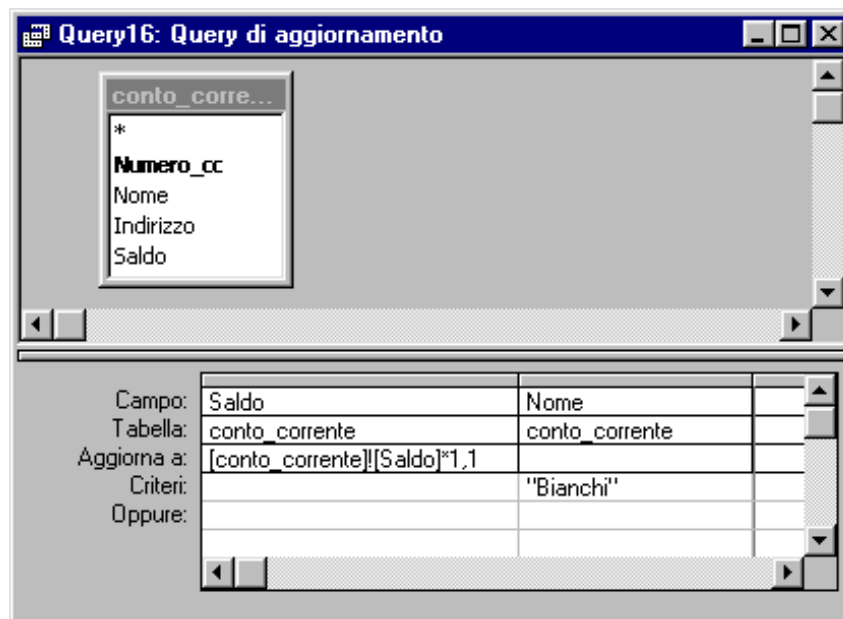 Query16: Query di aggiornamento
conto_corre...
*
Numero_cc
Nome
Indirizzo
Saldo
Campo: Saldo Nome
Tabella: conto_corrente conto_corrente
Aggiorna a: [conto_corrente]![Saldo]*1,1
Criteri: "Bianchi"
Oppure: